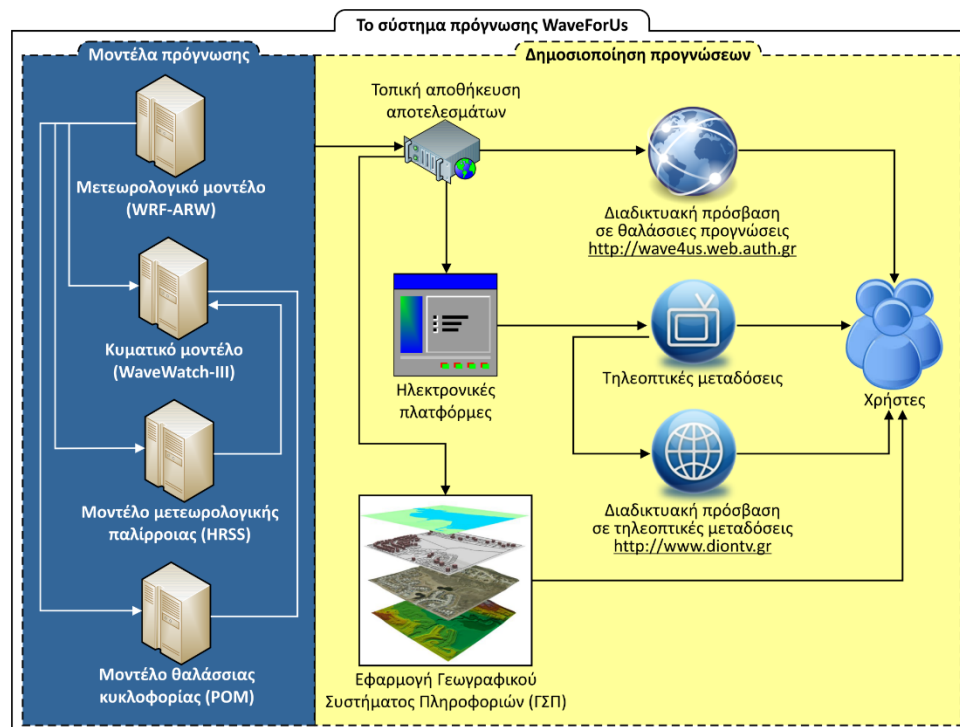 Το σύστημα πρόγνωσης WaveForUs
Μοντέλα πρόγνωσης
Μετεωρολογικό μοντέλο
(WRF-ARW)
Κυματικό μοντέλο
(WaveWatch-III)
Μοντέλο μετεωρολογικής
παλίρροιας (HRSS)
Μοντέλο θαλάσσιας
κυκλοφορίας (POM)
Δημοσιοποίηση προγνώσεων
Τοπική αποθήκευση
αποτελεσμάτων
Διαδικτυακή πρόσβαση
σε θαλάσσιες προγνώσεις
http://wave4us.web.auth.gr
Ηλεκτρονικές
πλατφόρμες
Τηλεοπτικές μεταδόσεις
Χρήστες
Διαδικτυακή πρόσβαση
σε τηλεοπτικές μεταδόσεις
http://www.diontv.gr
Εφαρμογή Γεωγραφικού
Συστήματος Πληροφοριών (ΓΣΠ)